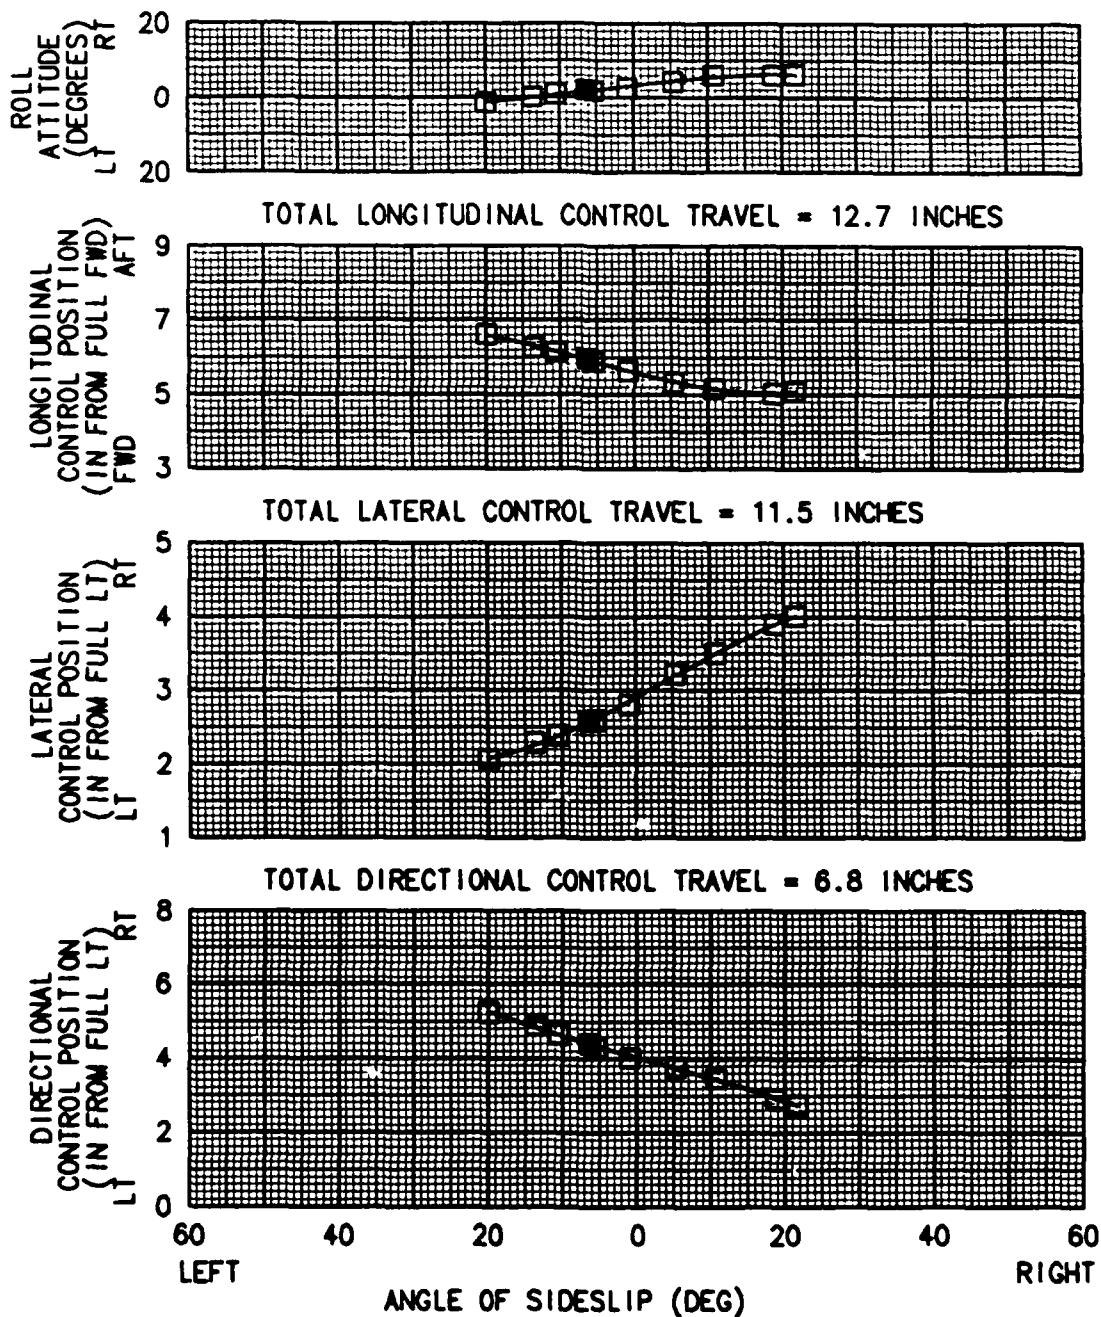 ROLL
ATTITUDE
(DEGREES)
LT RT
20
0
20
TOTAL LONGITUDINAL CONTROL TRAVEL = 12.7 INCHES
LONGITUDINAL
CONTROL POSITION
(IN FROM FULL FWD)
FWD AFT
9
7
5
3
TOTAL LATERAL CONTROL TRAVEL = 11.5 INCHES
LATERAL
CONTROL POSITION
(IN FROM FULL LT)
LT RT
5
4
3
2
1
TOTAL DIRECTIONAL CONTROL TRAVEL = 6.8 INCHES
DIRECTIONAL
CONTROL POSITION
(IN FROM FULL LT)
LT RT
8
6
4
2
0
60 40 20 0 20 40 60
LEFT RIGHT
ANGLE OF SIDESLIP (DEG)